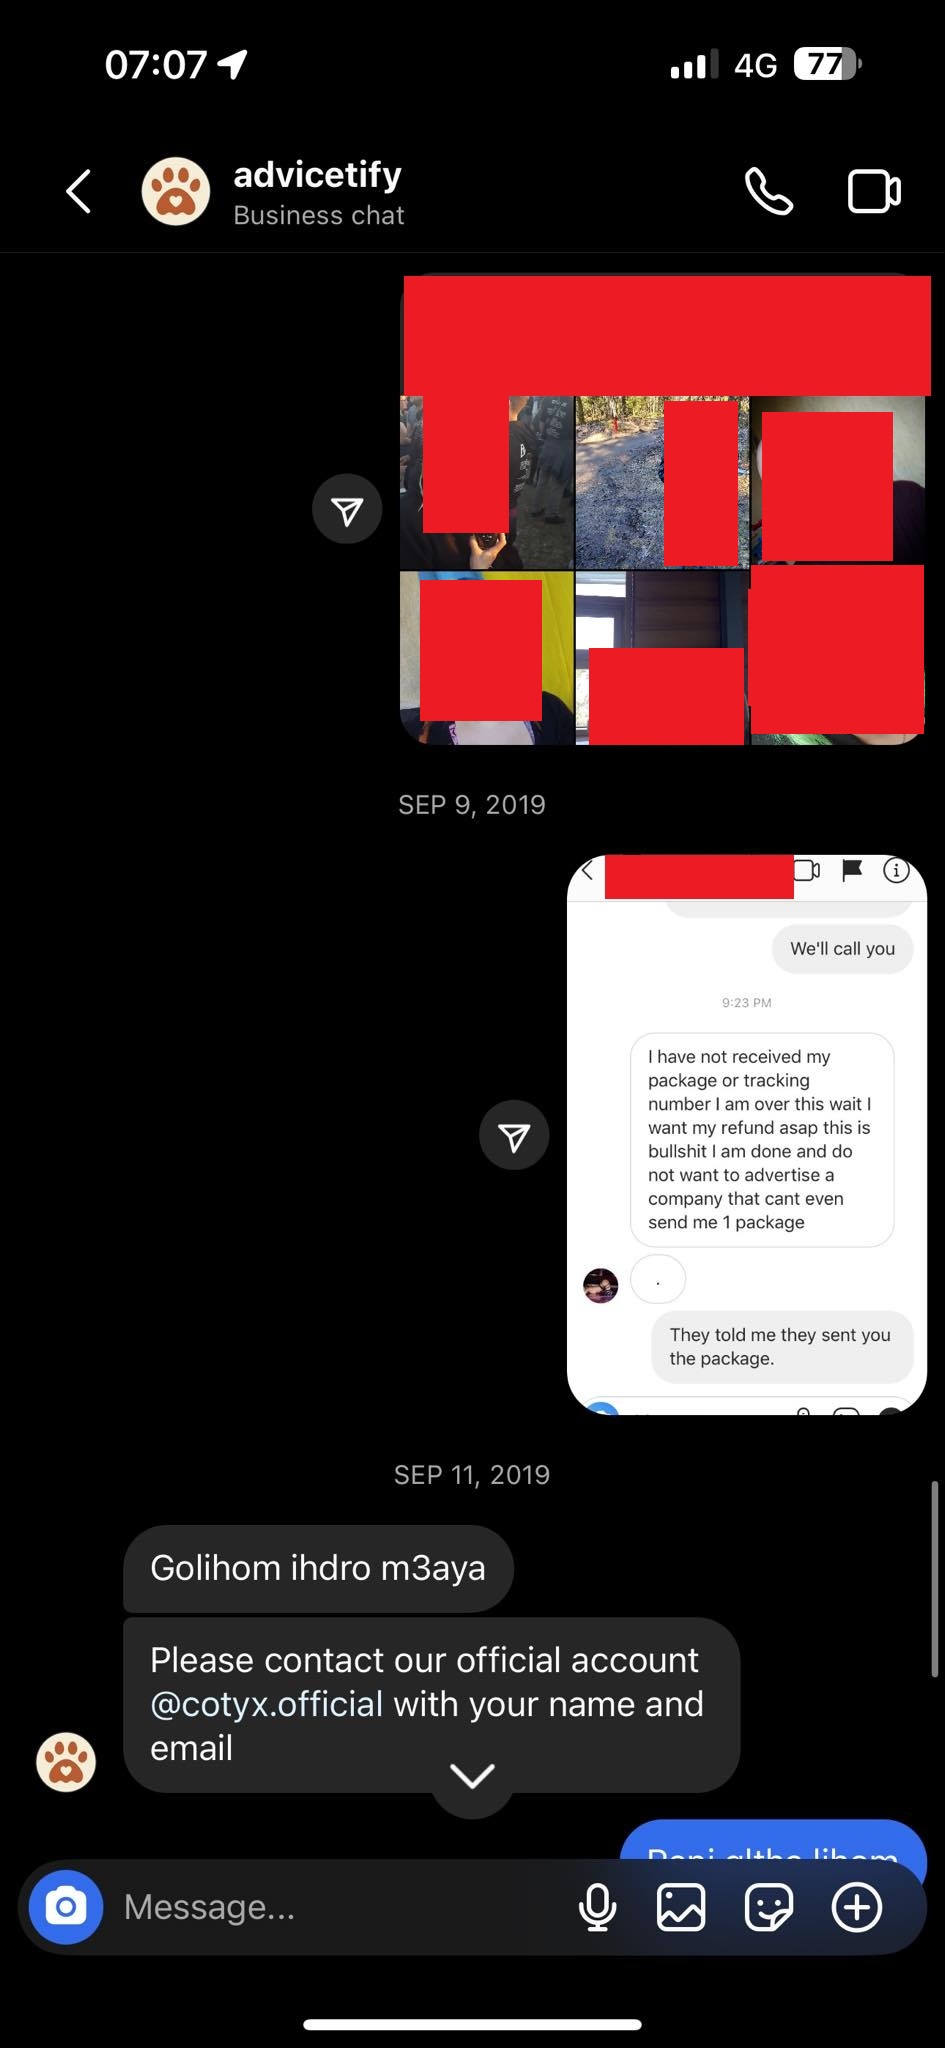 07:07
4G
77
advicetify
Business chat
B
SEP 9, 2019
We'll call you
9:23 PM
I have not received my
package or tracking
number I am over this wait I
want my refund asap this is
bullshit I am done and do
not want to advertise a
company that cant even
send me 1 package
.
They told me they sent you
the package.
SEP 11, 2019
Golihom ihdro m3aya
Please contact our official account
@cotyx.official with your name and
email
Message...